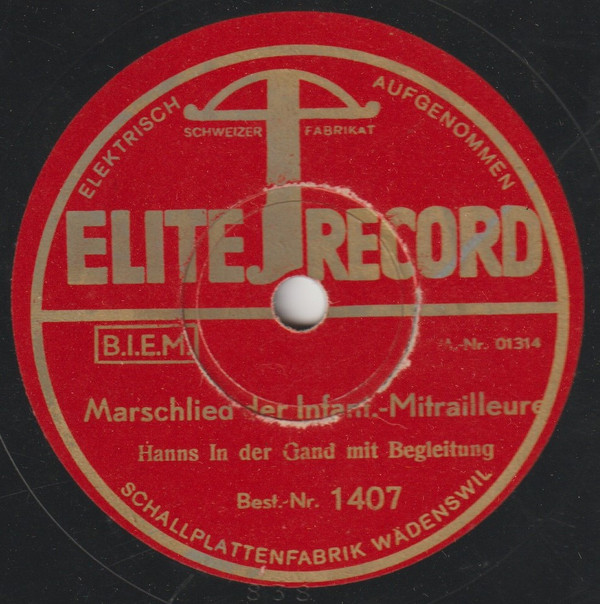 ELEKTRISCH AUFGENOMMEN
SCHWEIZER FABRIKAT
ELITE RECORD
B.I.E.M.
A.-Nr. 01314
Marschlied der Infant.-Mitrailleure
Hanns In der Gand mit Begleitung
Best.-Nr. 1407
SCHALLPLATTENFABRIK WÄDENSWIL
838